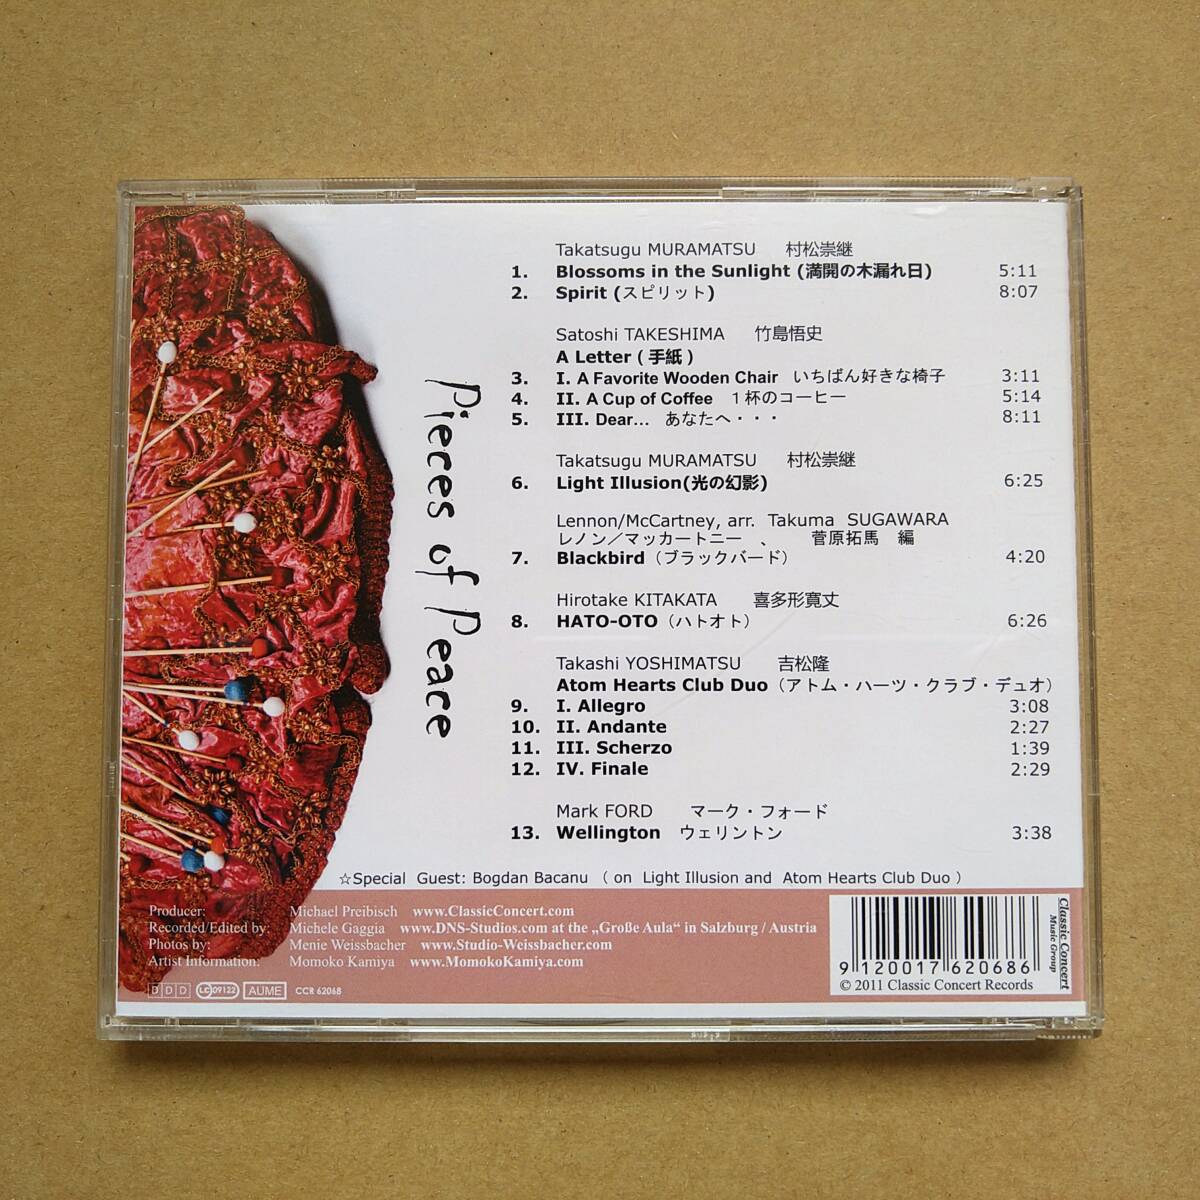 Pieces of Peace
Takatsugu MURAMATSU 村松崇継
1. Blossoms in the Sunlight (満開の木漏れ日) 5:11
2. Spirit (スピリット) 8:07
Satoshi TAKESHIMA 竹島悟史
A Letter ( 手紙 )
3. I. A Favorite Wooden Chair いちばん好きな椅子 3:11
4. II. A Cup of Coffee １杯のコーヒー 5:14
5. III. Dear... あなたへ・・・ 8:11
Takatsugu MURAMATSU 村松崇継
6. Light Illusion(光の幻影) 6:25
Lennon/McCartney, arr. Takuma SUGAWARA
レノン／マッカートニー 、 菅原拓馬 編
7. Blackbird（ブラックバード） 4:20
Hirotake KITAKATA 喜多形寛丈
8. HATO-OTO（ハトオト） 6:26
Takashi YOSHIMATSU 吉松隆
Atom Hearts Club Duo（アトム・ハーツ・クラブ・デュオ）
9. I. Allegro 3:08
10. II. Andante 2:27
11. III. Scherzo 1:39
12. IV. Finale 2:29
Mark FORD マーク・フォード
13. Wellington ウェリントン 3:38
☆Special Guest: Bogdan Bacanu ( on Light Illusion and Atom Hearts Club Duo )
Producer: Michael Preibisch www.ClassicConcert.com
Recorded/Edited by: Michele Gaggia www.DNS-Studios.com at the „Große Aula“ in Salzburg / Austria
Photos by: Menie Weissbacher www.Studio-Weissbacher.com
Artist Information: Momoko Kamiya www.MomokoKamiya.com
DDD LC 09122 AUME CCR 62068
9 120017 620686
© 2011 Classic Concert Records
Classic Concert
Music Group